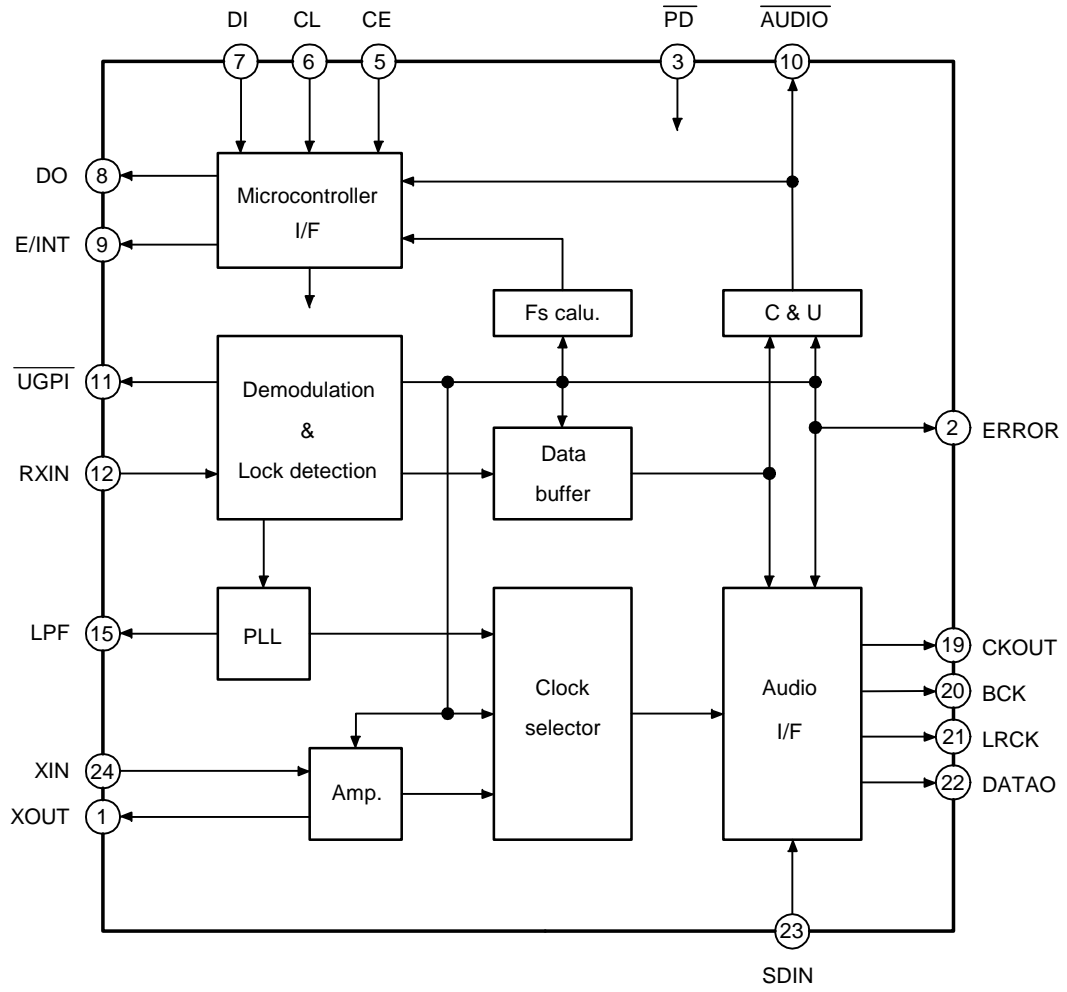 DI CL CE PD AUDIO
7 6 5 3 10
DO 8
Microcontroller
I/F
E/INT 9
Fs calu.
C & U
UGPI 11
Demodulation
&
Lock detection
2 ERROR
RXIN 12
Data
buffer
LPF 15
PLL
Clock
selector
Audio
I/F
19 CKOUT
20 BCK
21 LRCK
22 DATAO
XIN 24
Amp.
XOUT 1
23
SDIN